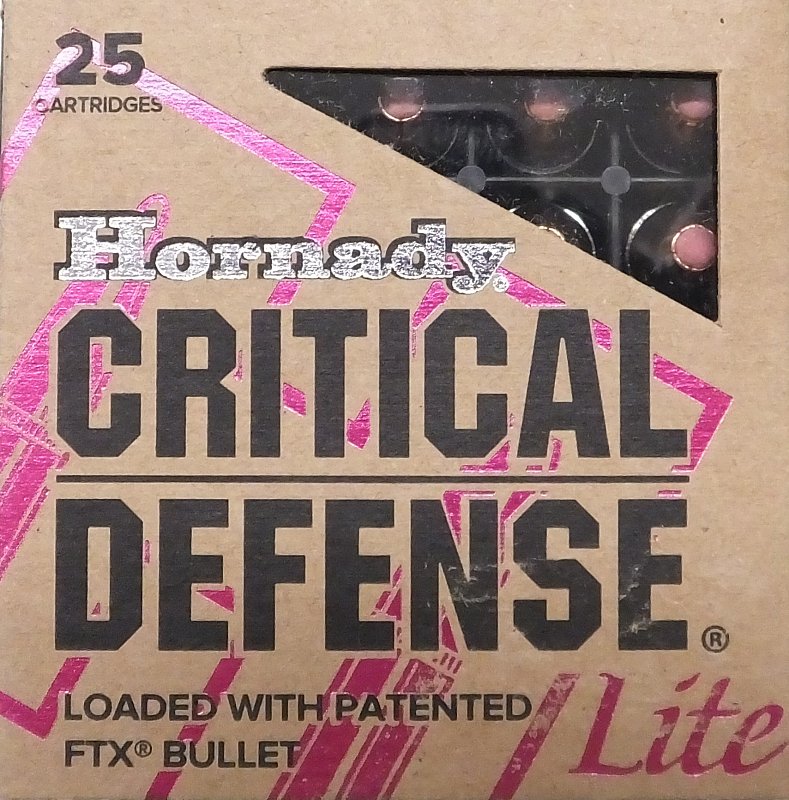 25
CARTRIDGES
Hornady®
CRITICAL
DEFENSE®
LOADED WITH PATENTED
FTX® BULLET
Lite